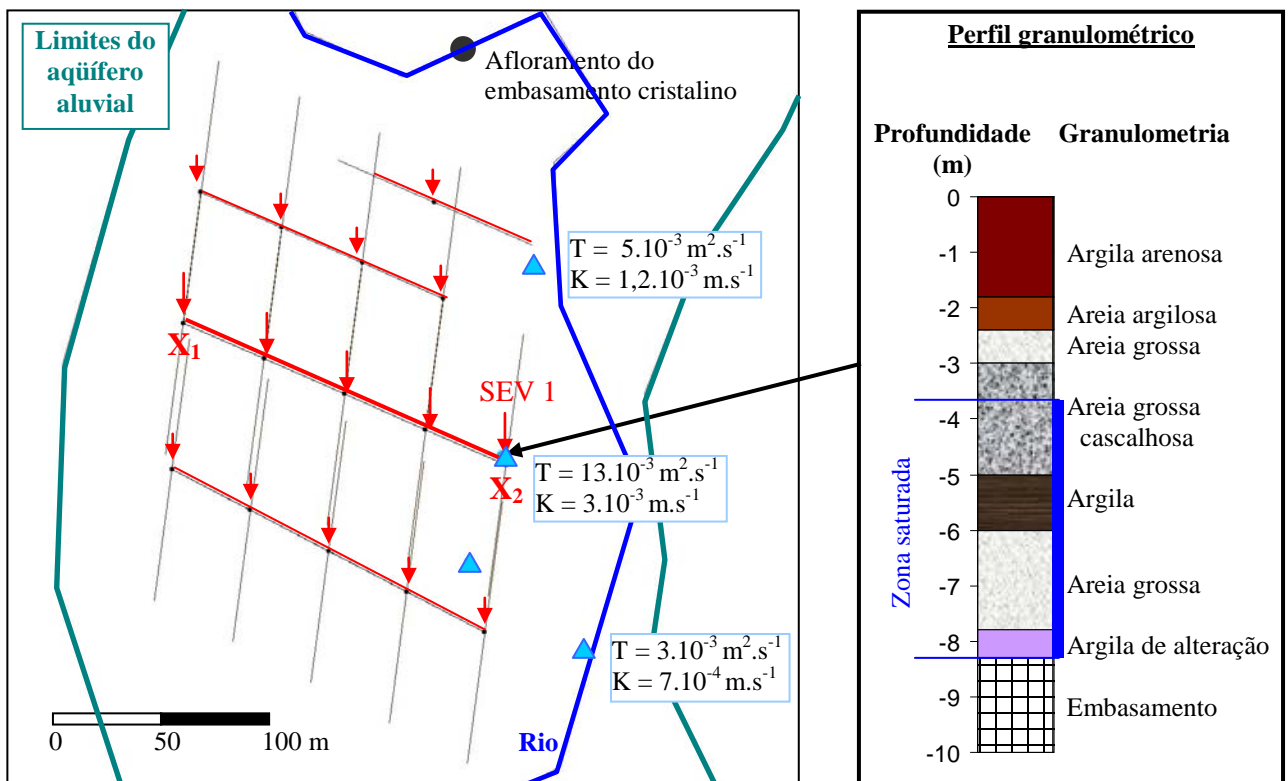 Limites do
aqüífero
aluvial
Afloramento do
embasamento cristalino
T = 5.10⁻³ m².s⁻¹
K = 1,2.10⁻³ m.s⁻¹
X₁
SEV 1
X₂
T = 13.10⁻³ m².s⁻¹
K = 3.10⁻³ m.s⁻¹
T = 3.10⁻³ m².s⁻¹
K = 7.10⁻⁴ m.s⁻¹
0 50 100 m
Rio
Perfil granulométrico
Profundidade Granulometria
(m)
0
-1 Argila arenosa
-2 Areia argilosa
Areia grossa
-3
Areia grossa
-4 cascalhosa
-5 Argila
-6
-7 Areia grossa
-8 Argila de alteração
-9 Embasamento
-10
Zona saturada